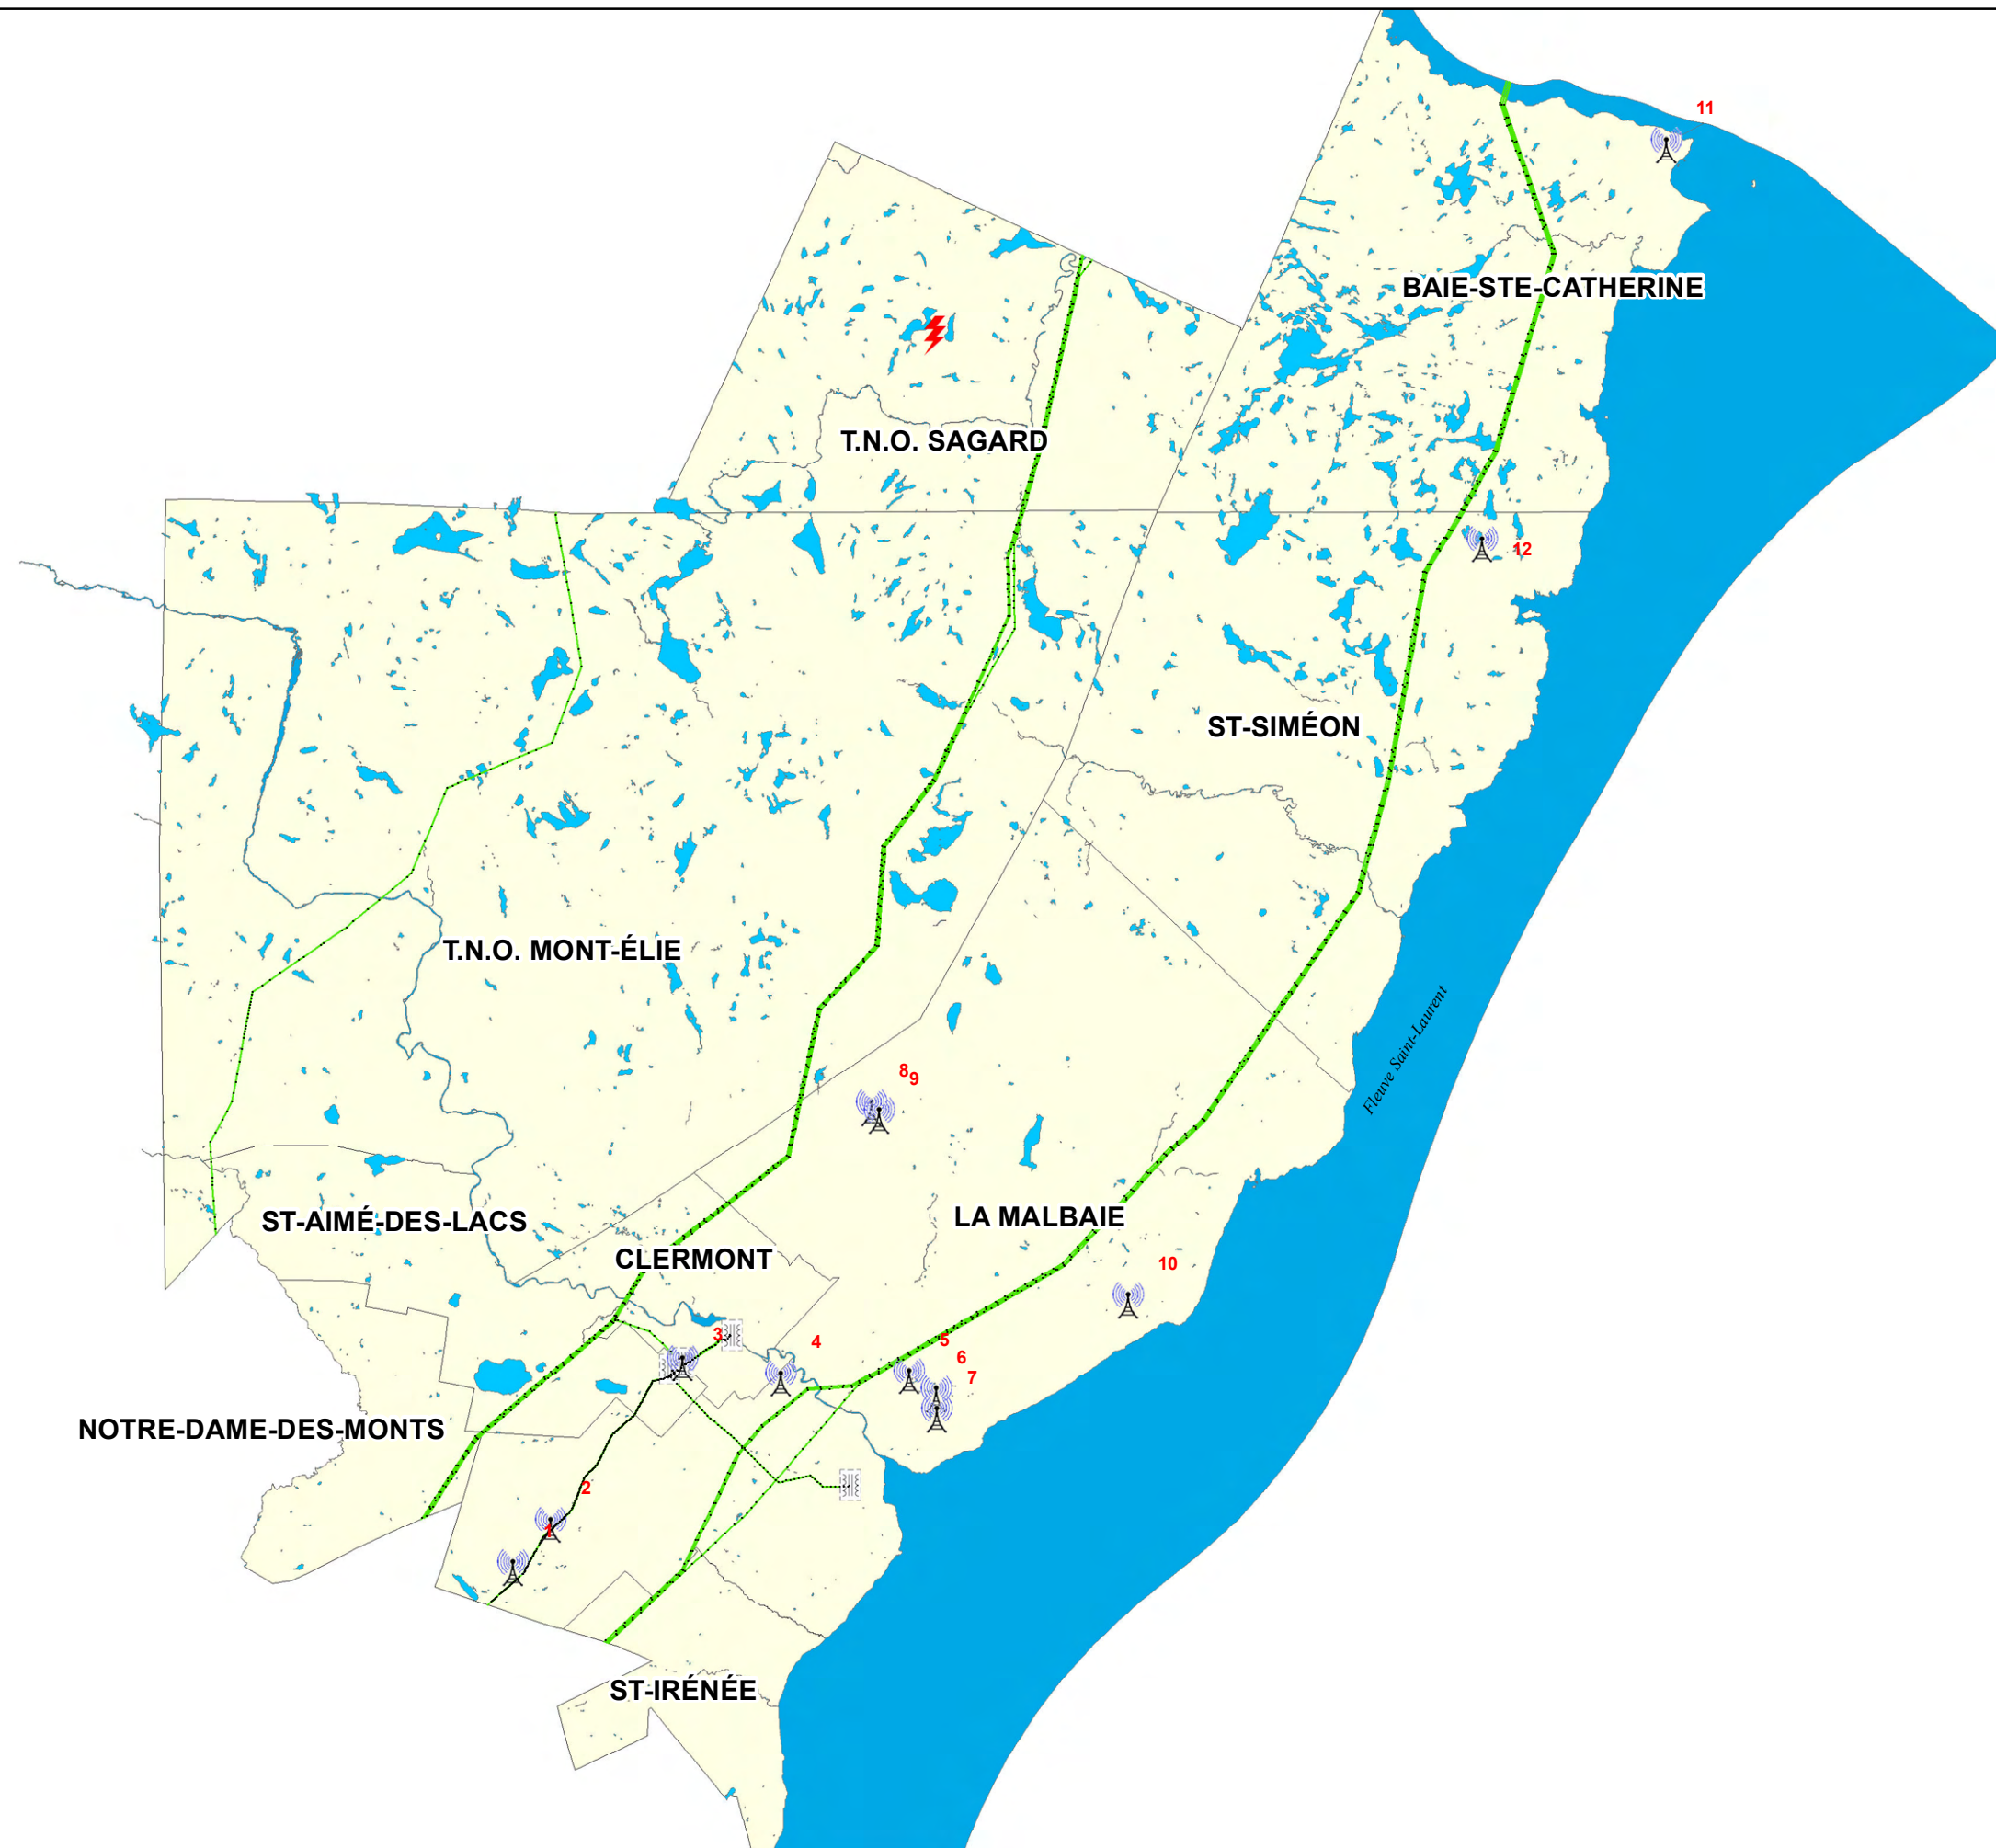 11
BAIE-STE-CATHERINE
T.N.O. SAGARD
12
ST-SIMÉON
T.N.O. MONT-ÉLIE
Fleuve Saint-Laurent
8
9
LA MALBAIE
ST-AIMÉ-DES-LACS
CLERMONT
10
3
4
5
6
7
NOTRE-DAME-DES-MONTS
2
1
ST-IRÉNÉE